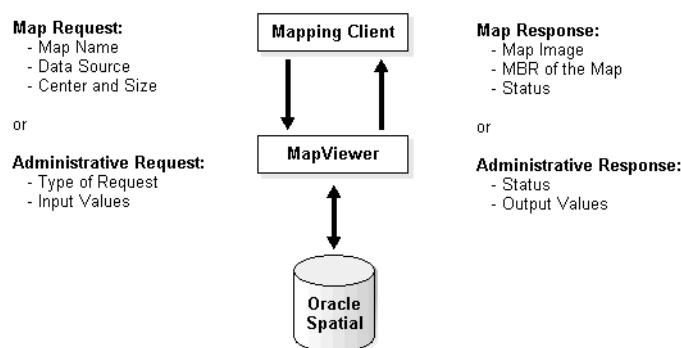 Map Request:
- Map Name
- Data Source
- Center and Size
or
Administrative Request:
- Type of Request
- Input Values
Mapping Client
MapViewer
Oracle
Spatial
Map Response:
- Map Image
- MBR of the Map
- Status
or
Administrative Response:
- Status
- Output Values